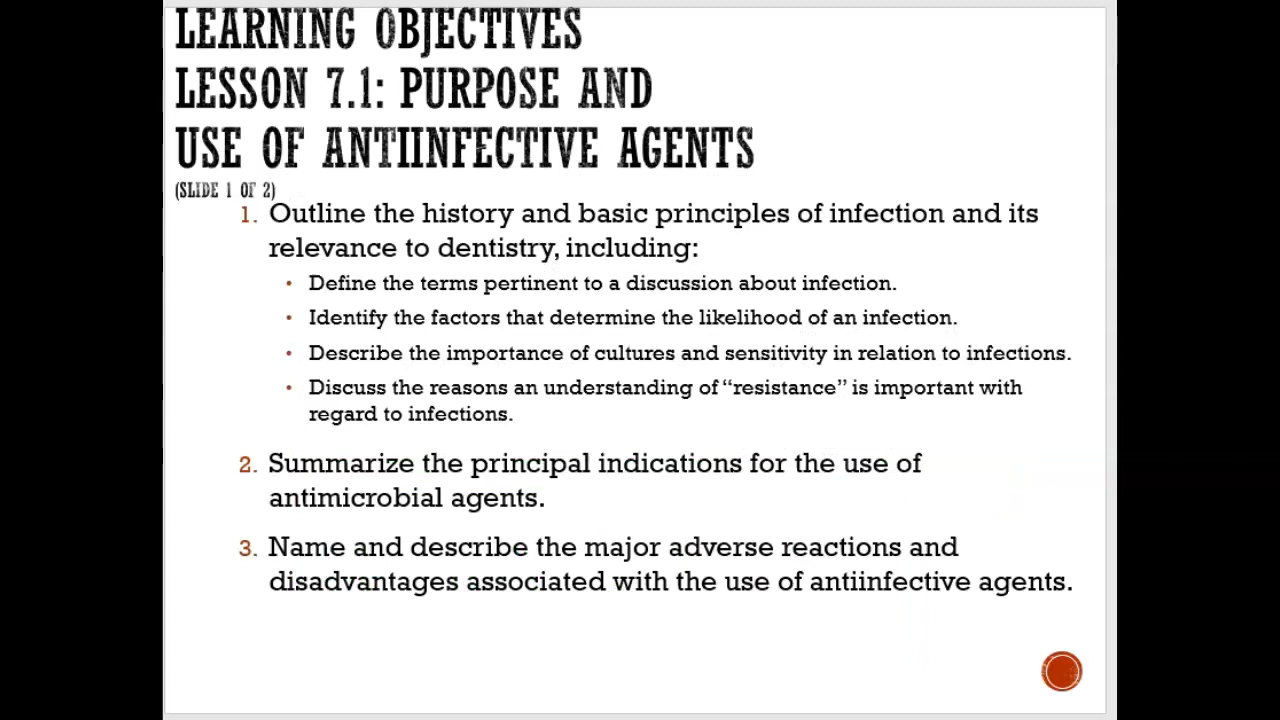 LEARNING OBJECTIVES
LESSON 7.1: PURPOSE AND
USE OF ANTIINFECTIVE AGENTS
(SLIDE 1 OF 2)
1. Outline the history and basic principles of infection and its
relevance to dentistry, including:
• Define the terms pertinent to a discussion about infection.
• Identify the factors that determine the likelihood of an infection.
• Describe the importance of cultures and sensitivity in relation to infections.
• Discuss the reasons an understanding of “resistance” is important with
regard to infections.
2. Summarize the principal indications for the use of
antimicrobial agents.
3. Name and describe the major adverse reactions and
disadvantages associated with the use of antiinfective agents.